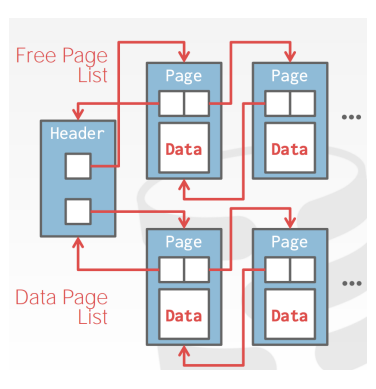 Free Page
List
Page
Page
Data
Data
...
Header
Page
Page
Data
Data
...
Data Page
List